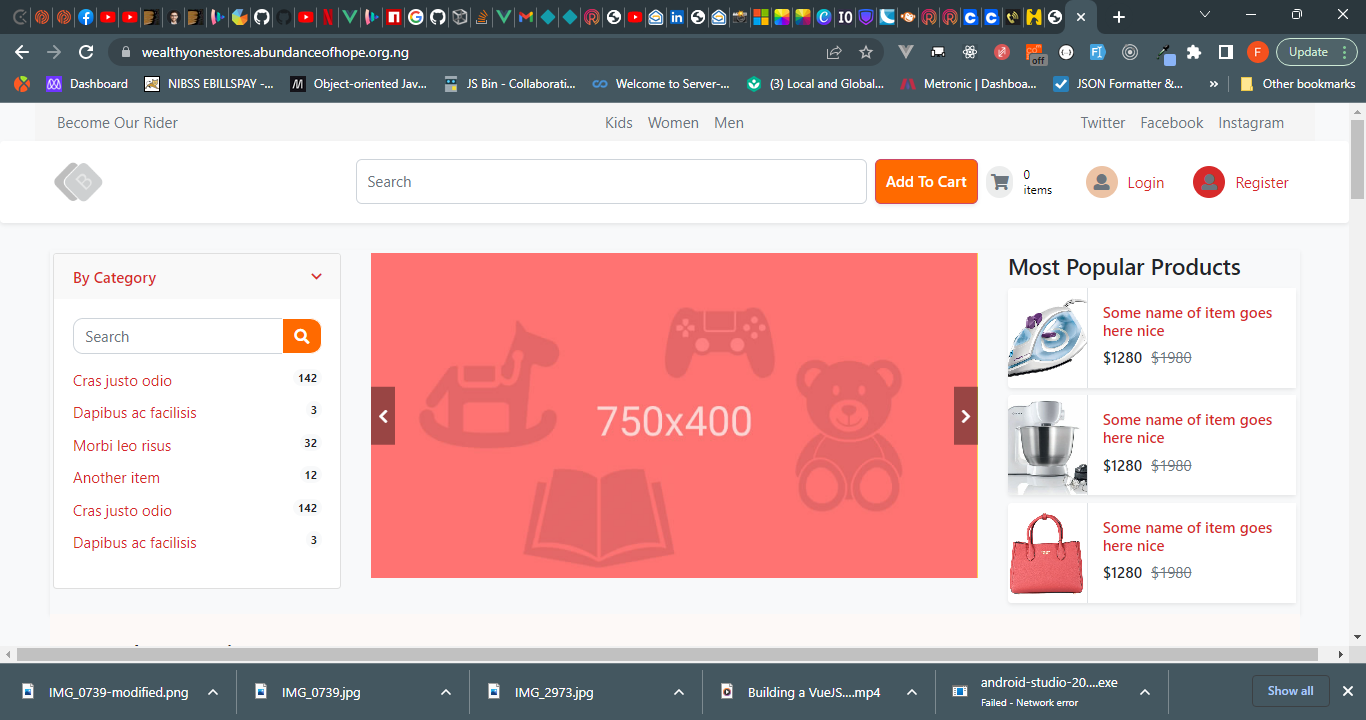 wealthyonestores.abundanceofhope.org.ng
F
Update
off
Dashboard
NIBSS EBILLSPAY -...
Object-oriented Jav...
JS Bin - Collaborati...
Welcome to Server-...
(3) Local and Global...
Metronic | Dashboa...
JSON Formatter &...
»
Other bookmarks
Become Our Rider
Kids Women Men
Twitter Facebook Instagram
B
Search
Add To Cart
0
items
Login
Register
By Category
Search
Cras justo odio 142
Dapibus ac facilisis 3
Morbi leo risus 32
Another item 12
Cras justo odio 142
Dapibus ac facilisis 3
750x400
Most Popular Products
Some name of item goes
here nice
$1280 $1980
Some name of item goes
here nice
$1280 $1980
Some name of item goes
here nice
$1280 $1980
IMG_0739-modified.png
IMG_0739.jpg
IMG_2973.jpg
Building a VueJS....mp4
android-studio-20....exe
Failed - Network error
Show all